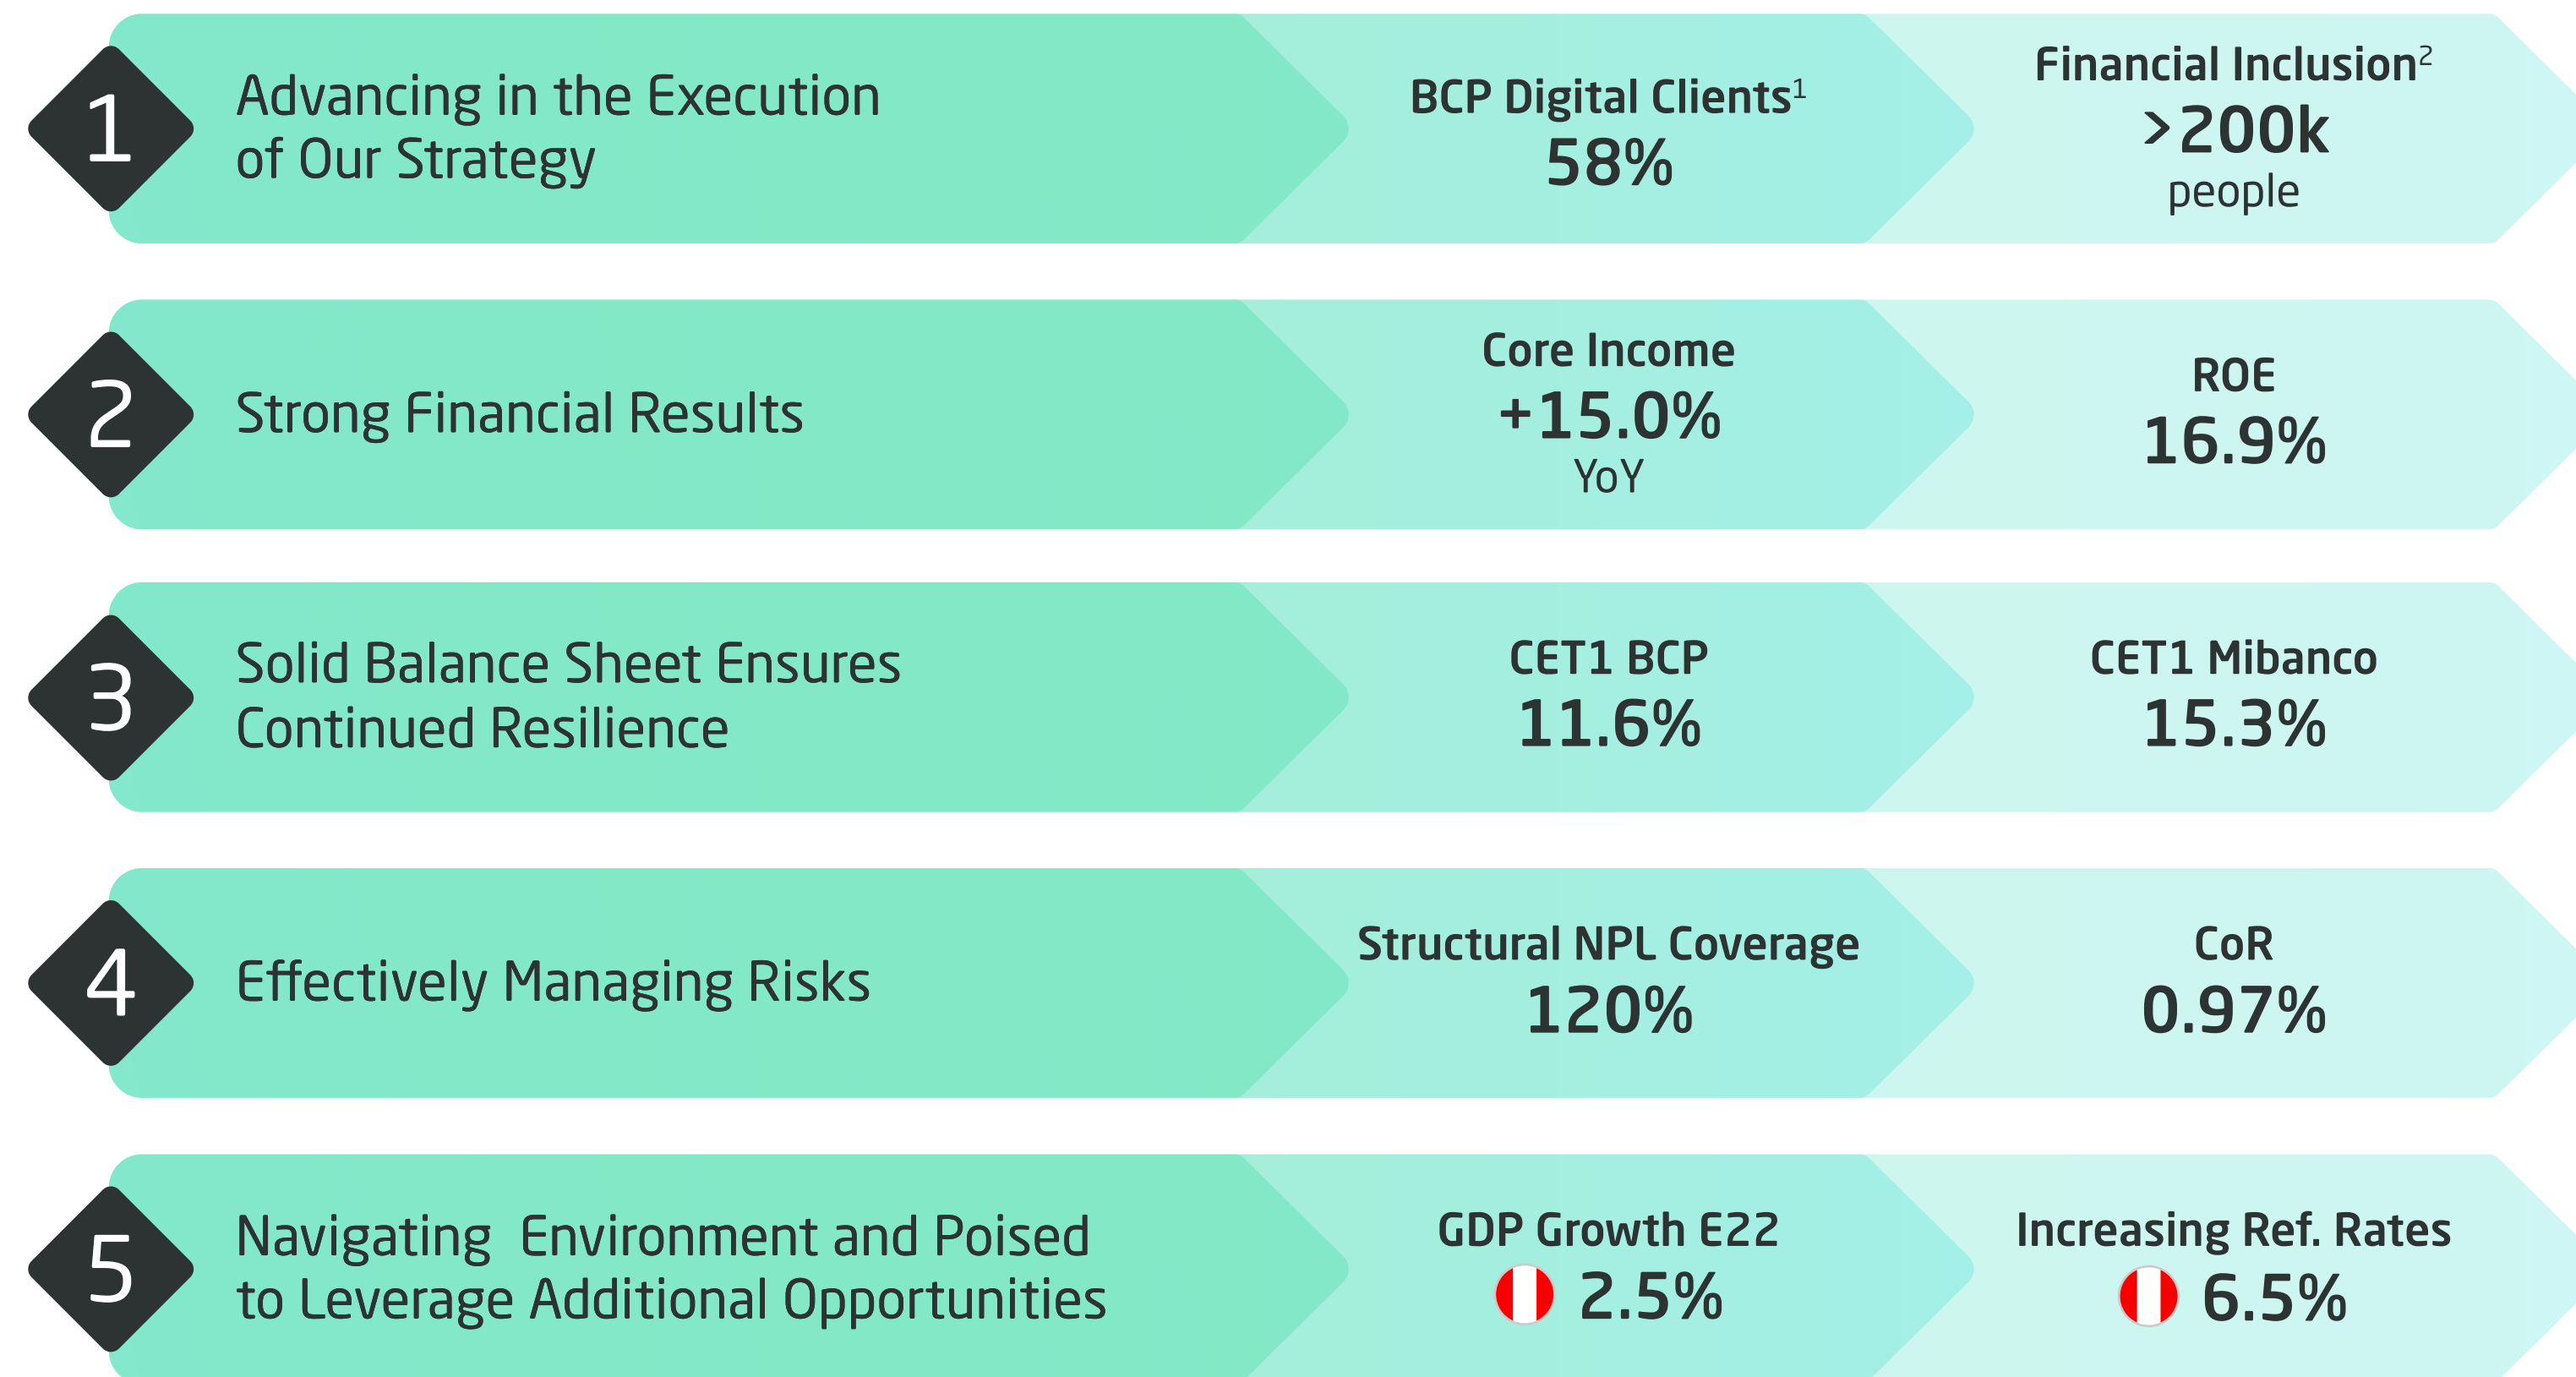 1
Advancing in the Execution
of Our Strategy
BCP Digital Clients¹
58%
Financial Inclusion²
>200k
people
2
Strong Financial Results
Core Income
+15.0%
YoY
ROE
16.9%
3
Solid Balance Sheet Ensures
Continued Resilience
CET1 BCP
11.6%
CET1 Mibanco
15.3%
4
Effectively Managing Risks
Structural NPL Coverage
120%
CoR
0.97%
5
Navigating  Environment and Poised
to Leverage Additional Opportunities
GDP Growth E22
2.5%
Increasing Ref. Rates
6.5%